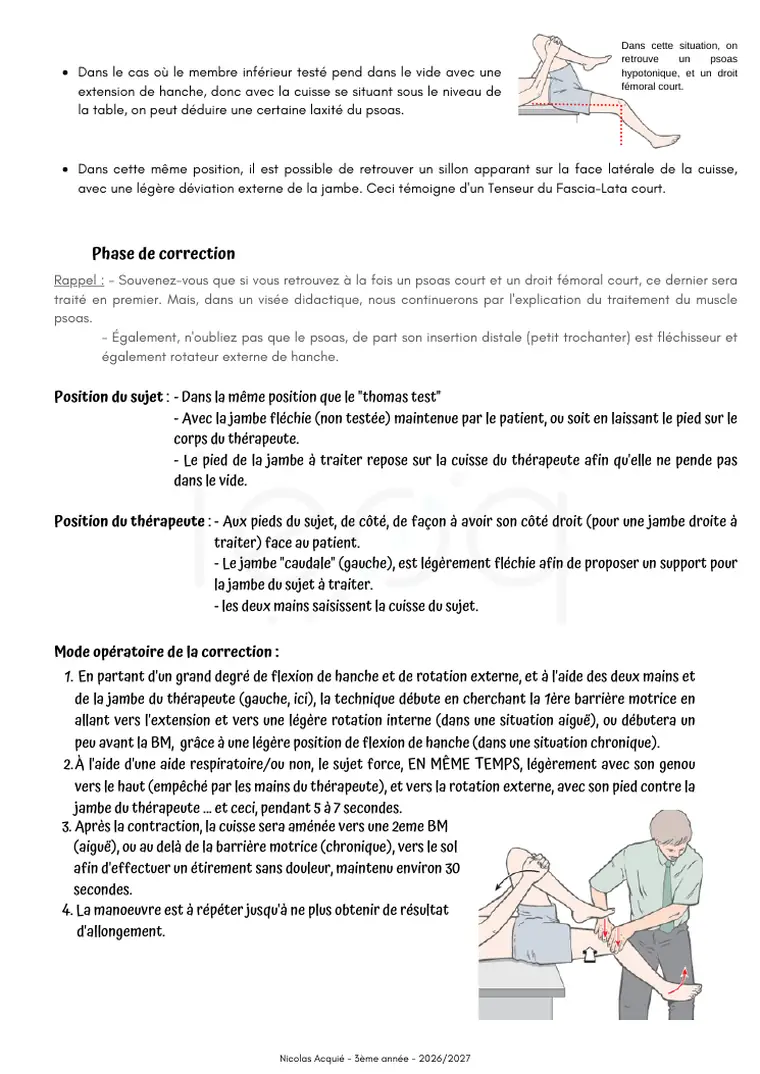 Dans cette situation, on
retrouve un psoas
hypotonique, et un droit
fémoral court.
• Dans le cas où le membre inférieur testé pend dans le vide avec une
extension de hanche, donc avec la cuisse se situant sous le niveau de
la table, on peut déduire une certaine laxité du psoas.
• Dans cette même position, il est possible de retrouver un sillon apparant sur la face latérale de la cuisse,
avec une légère déviation externe de la jambe. Ceci témoigne d'un Tenseur du Fascia-Lata court.
Phase de correction
Rappel : - Souvenez-vous que si vous retrouvez à la fois un psoas court et un droit fémoral court, ce dernier sera
traité en premier. Mais, dans un visée didactique, nous continuerons par l'explication du traitement du muscle
psoas.
- Également, n'oubliez pas que le psoas, de part son insertion distale (petit trochanter) est fléchisseur et
également rotateur externe de hanche.
Position du sujet : - Dans la même position que le "thomas test"
- Avec la jambe fléchie (non testée) maintenue par le patient, ou soit en laissant le pied sur le
corps du thérapeute.
- Le pied de la jambe à traiter repose sur la cuisse du thérapeute afin qu'elle ne pende pas
dans le vide.
Position du thérapeute : - Aux pieds du sujet, de côté, de façon à avoir son côté droit (pour une jambe droite à
traiter) face au patient.
- Le jambe "caudale" (gauche), est légèrement fléchie afin de proposer un support pour
la jambe du sujet à traiter.
- les deux mains saisissent la cuisse du sujet.
Mode opératoire de la correction :
1. En partant d'un grand degré de flexion de hanche et de rotation externe, et à l'aide des deux mains et
de la jambe du thérapeute (gauche, ici), la technique débute en cherchant la 1ère barrière motrice en
allant vers l'extension et vers une légère rotation interne (dans une situation aiguë), ou débutera un
peu avant la BM, grâce à une légère position de flexion de hanche (dans une situation chronique).
2. À l'aide d'une aide respiratoire/ou non, le sujet force, EN MÊME TEMPS, légèrement avec son genou
vers le haut (empêché par les mains du thérapeute), et vers la rotation externe, avec son pied contre la
jambe du thérapeute ... et ceci, pendant 5 à 7 secondes.
3. Après la contraction, la cuisse sera aménée vers une 2eme BM
(aiguë), ou au delà de la barrière motrice (chronique), vers le sol
afin d'effectuer un étirement sans douleur, maintenu environ 30
secondes.
4. La manoeuvre est à répéter jusqu'à ne plus obtenir de résultat
d'allongement.
Nicolas Acquié - 3ème année - 2026/2027